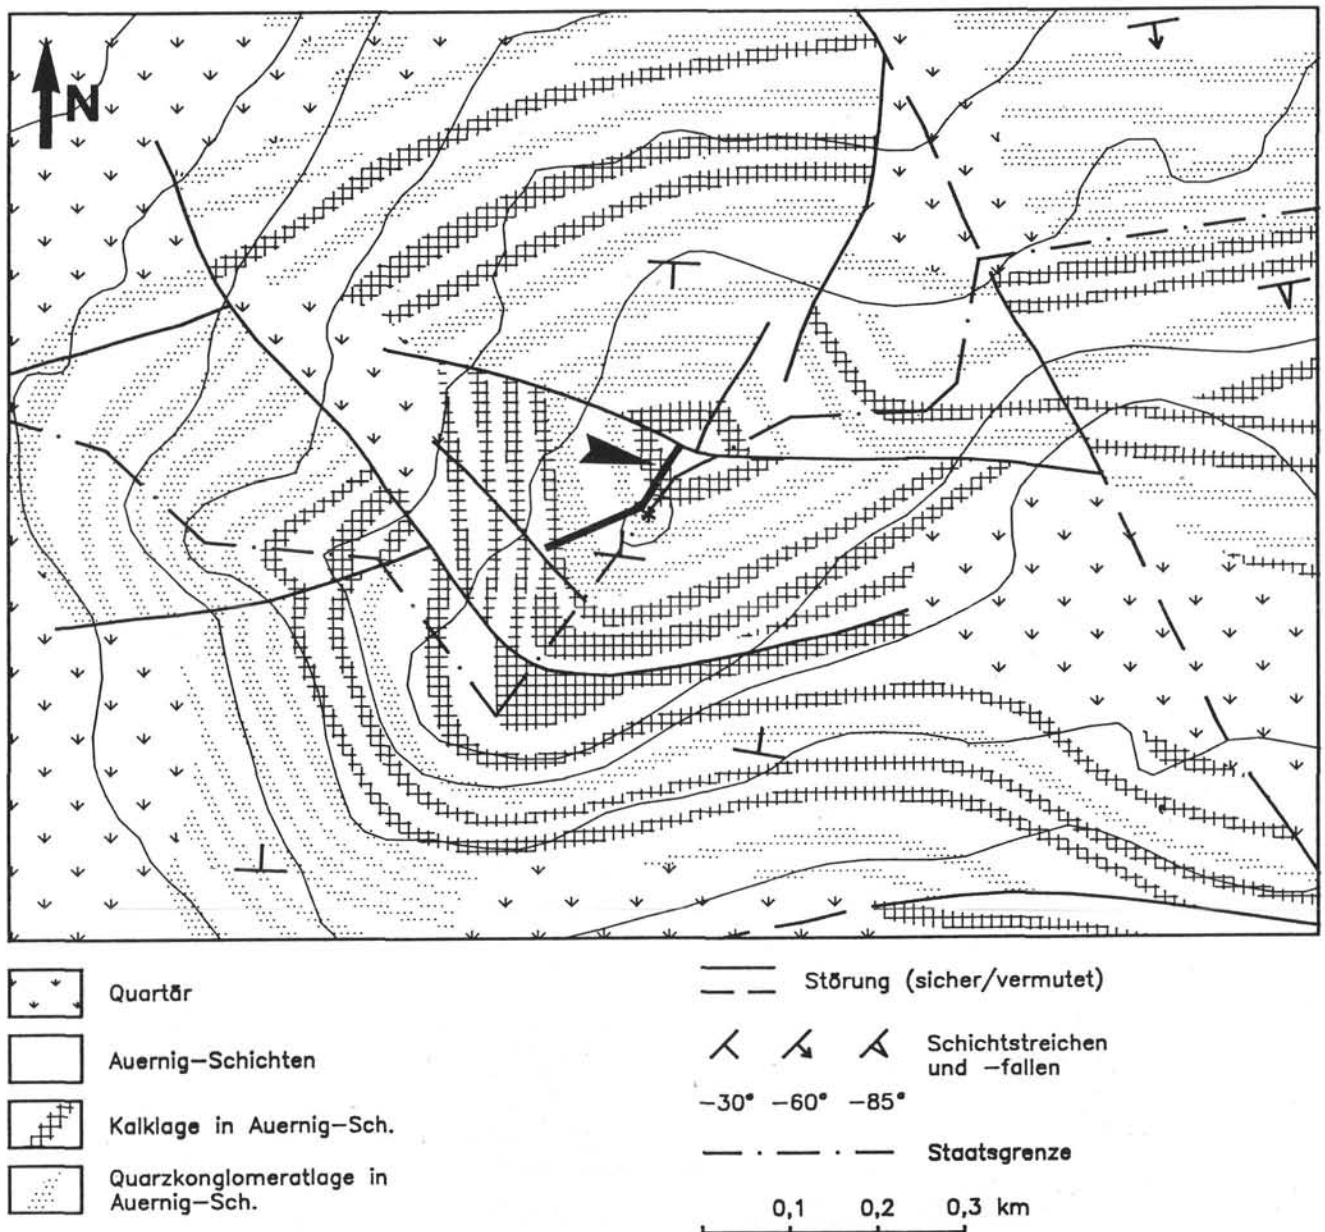 N
Quartär
Auernig-Schichten
Kalklage in Auernig-Sch.
Quarzkonglomeratlage in
Auernig-Sch.
Störung (sicher/vermutet)
Schichtstreichen
und -fallen
-30° -60° -85°
Staatsgrenze
0,1 0,2 0,3 km